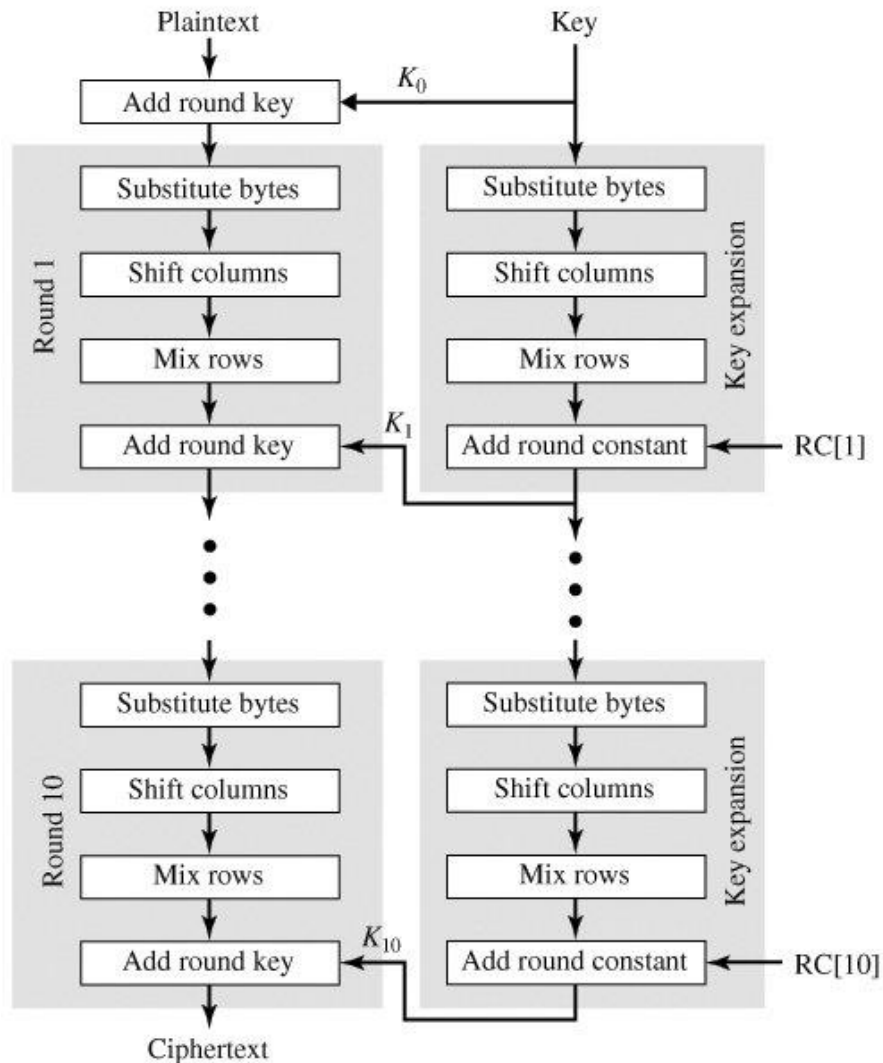 Plaintext
Key
K0
Add round key
Round 1
Substitute bytes
Shift columns
Mix rows
Add round key
K1
Key expansion
Substitute bytes
Shift columns
Mix rows
Add round constant
RC[1]
Round 10
Substitute bytes
Shift columns
Mix rows
Add round key
K10
Key expansion
Substitute bytes
Shift columns
Mix rows
Add round constant
RC[10]
Ciphertext